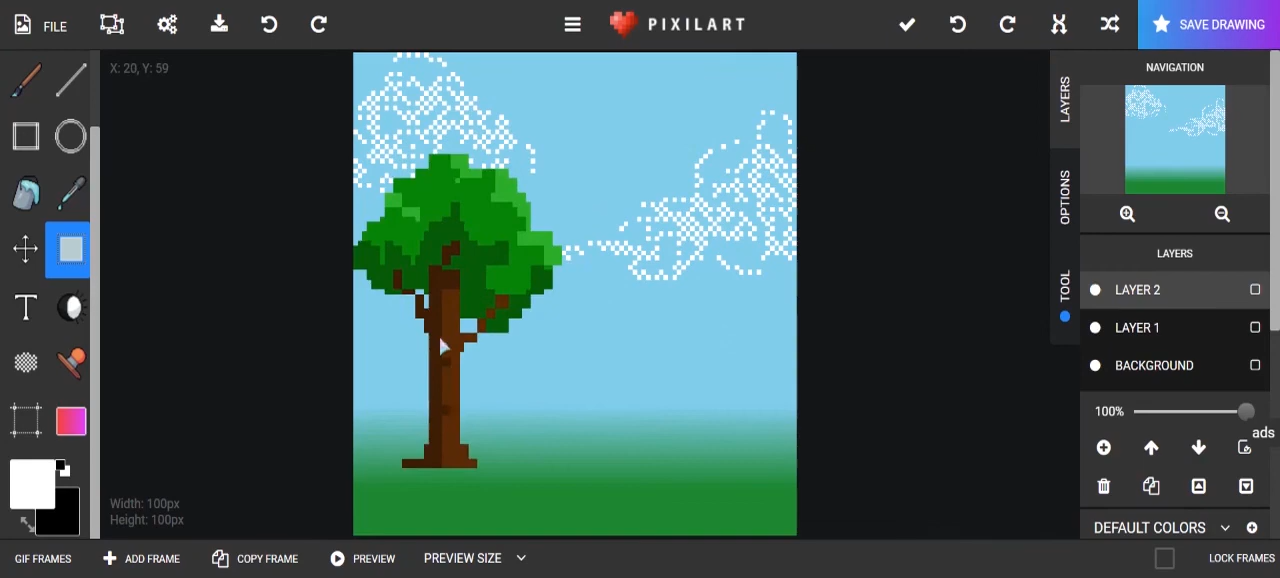 FILE
PIXILART
SAVE DRAWING
X: 20, Y: 59
LAYERS
OPTIONS
TOOL
NAVIGATION
LAYERS
LAYER 2
LAYER 1
BACKGROUND
100%
ads
DEFAULT COLORS
Width: 100px
Height: 100px
GIF FRAMES
ADD FRAME
COPY FRAME
PREVIEW
PREVIEW SIZE
LOCK FRAMES